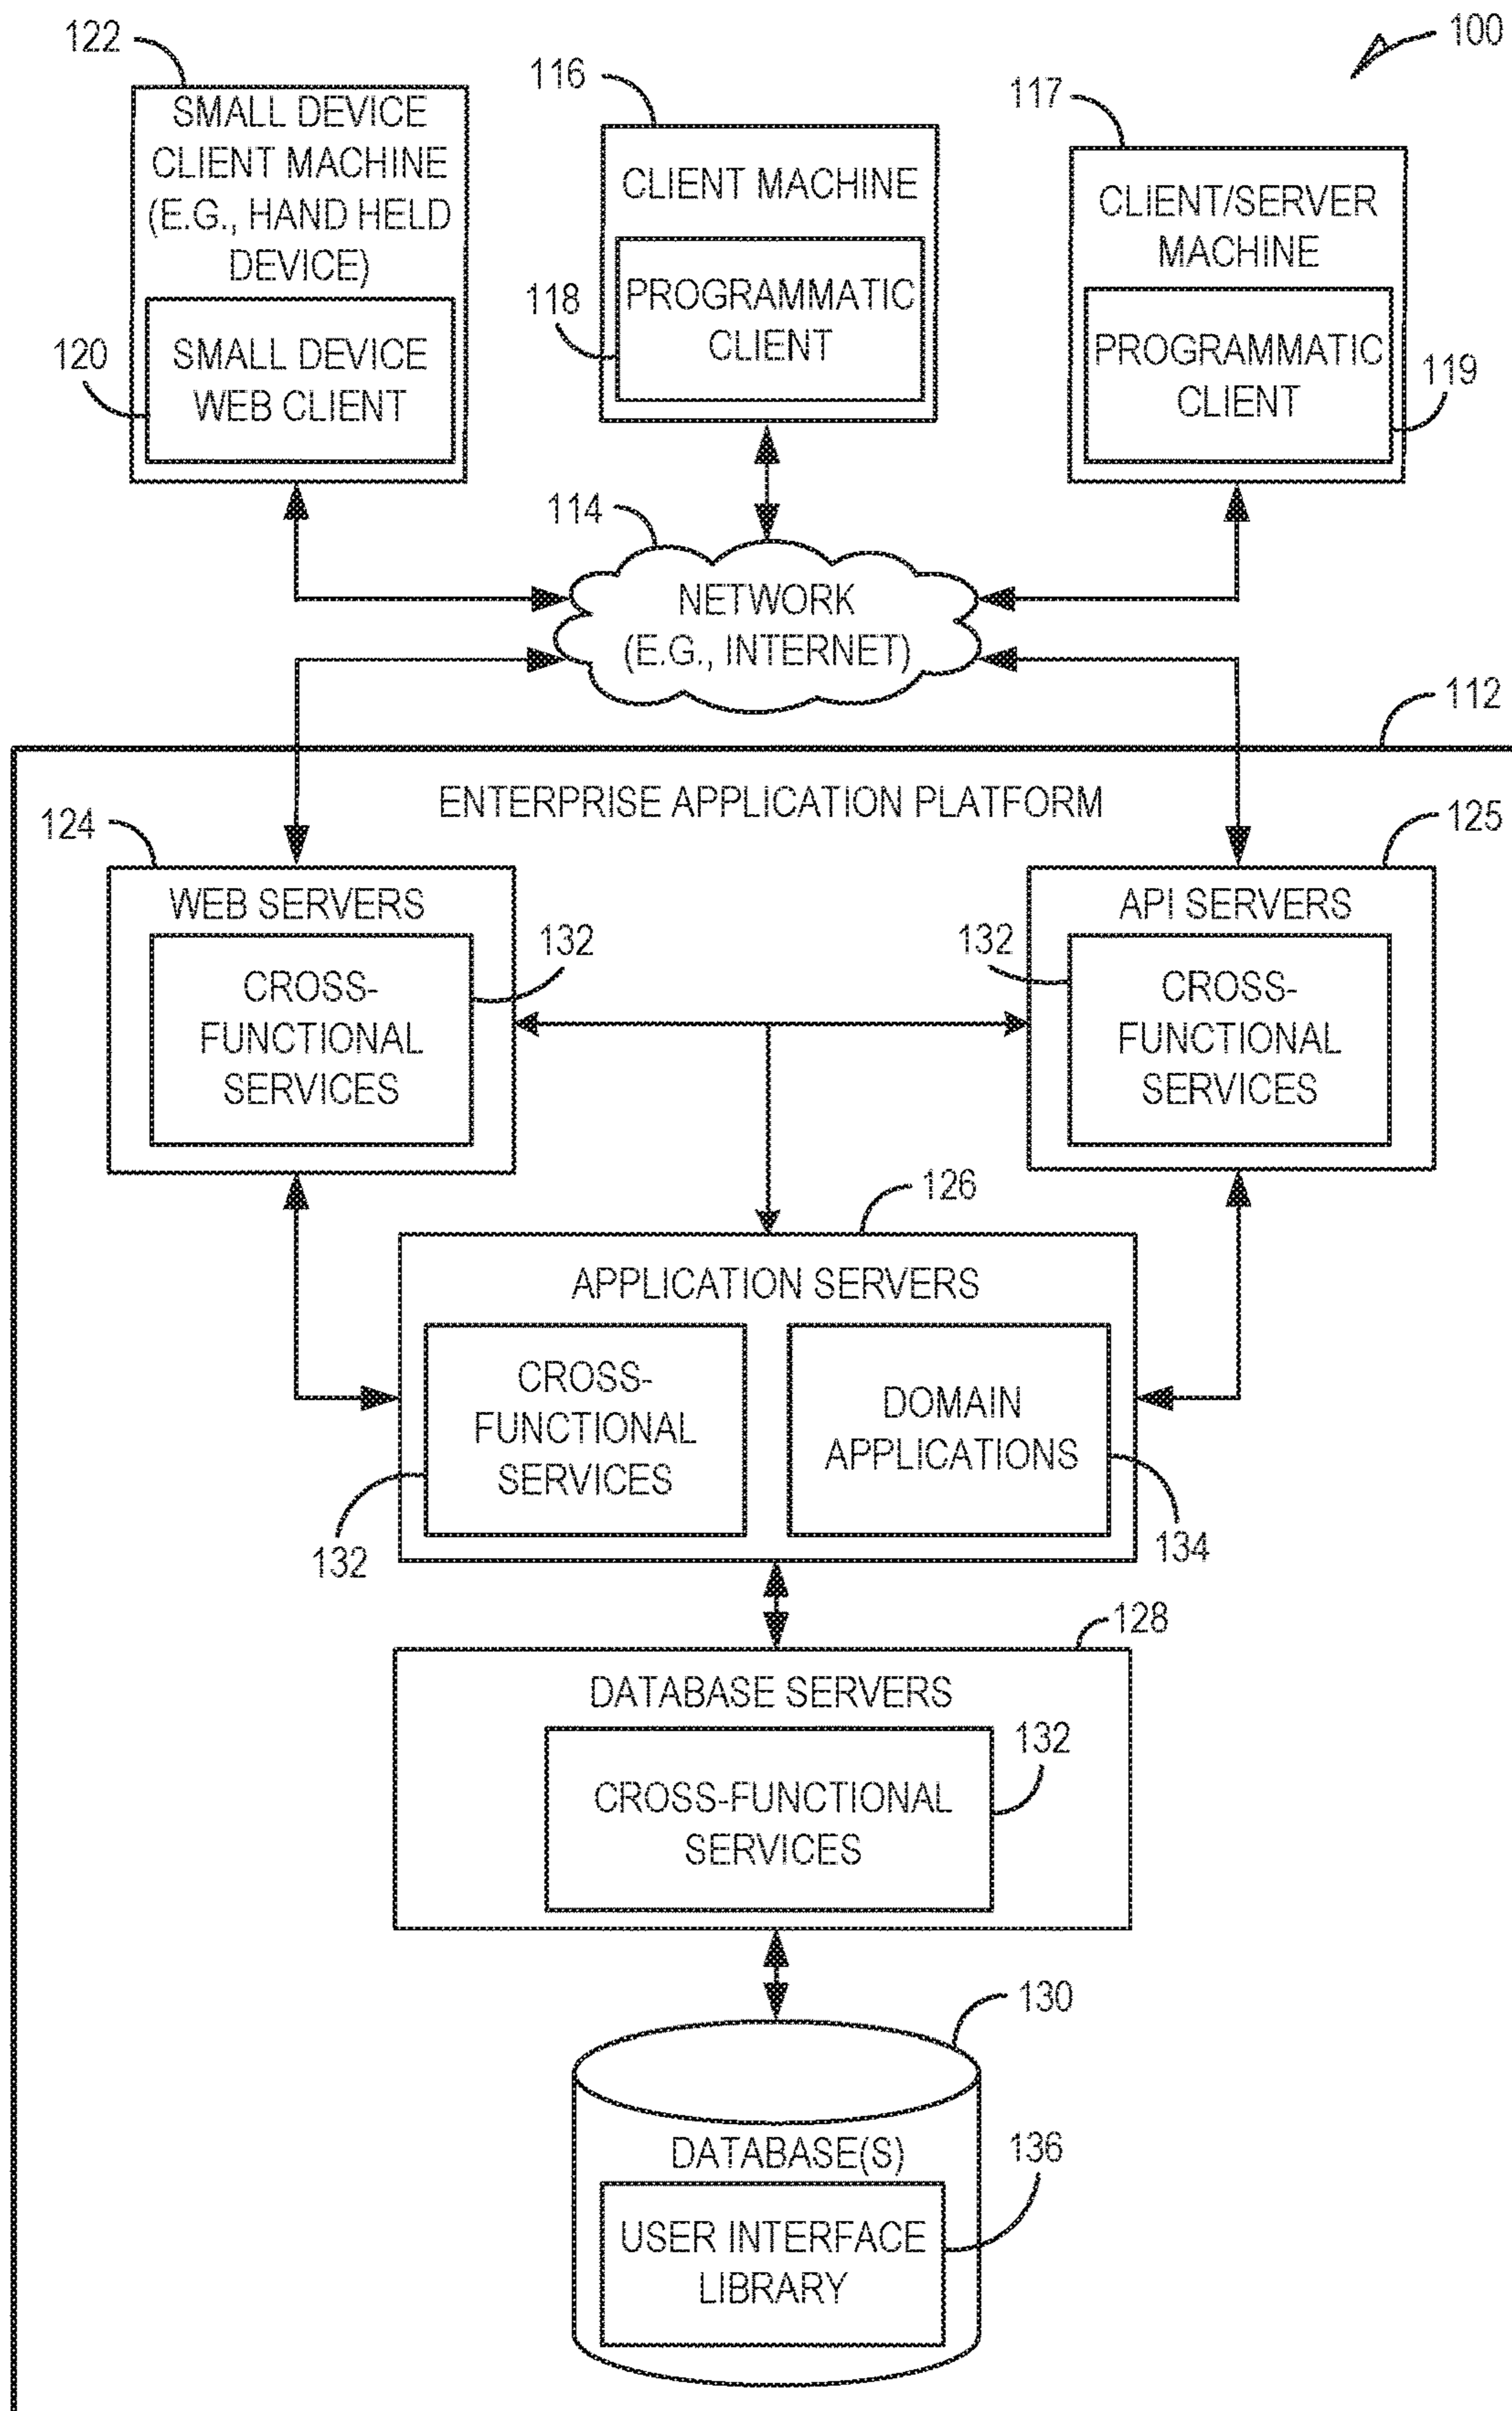 100
122
SMALL DEVICE
CLIENT MACHINE
(E.G., HAND HELD
DEVICE)
120
SMALL DEVICE
WEB CLIENT
116
CLIENT MACHINE
118
PROGRAMMATIC
CLIENT
117
CLIENT/SERVER
MACHINE
PROGRAMMATIC
CLIENT
119
114
NETWORK
(E.G., INTERNET)
112
ENTERPRISE APPLICATION PLATFORM
124
WEB SERVERS
132
CROSS-
FUNCTIONAL
SERVICES
125
API SERVERS
132
CROSS-
FUNCTIONAL
SERVICES
126
APPLICATION SERVERS
CROSS-
FUNCTIONAL
SERVICES
132
DOMAIN
APPLICATIONS
134
128
DATABASE SERVERS
132
CROSS-FUNCTIONAL
SERVICES
130
DATABASE(S)
136
USER INTERFACE
LIBRARY